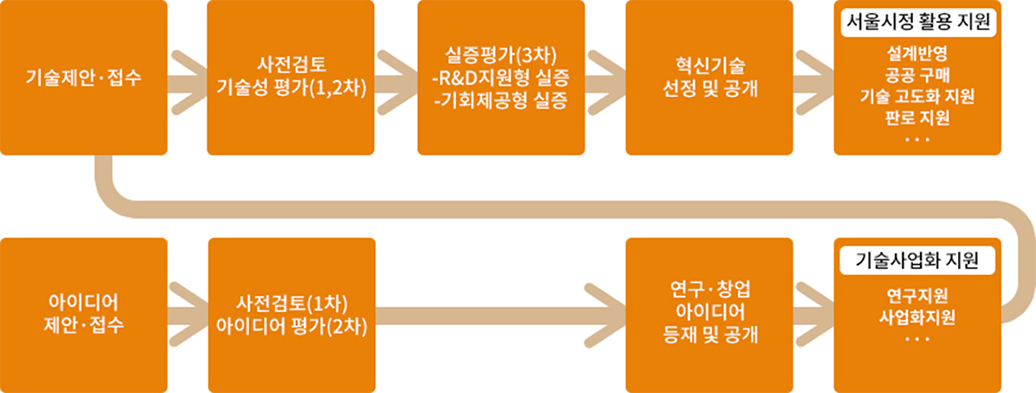 기술제안·접수
사전검토
기술성 평가(1,2차)
실증평가(3차)
-R&D지원형 실증
-기회제공형 실증
혁신기술
선정 및 공개
서울시정 활용 지원
설계반영
공공 구매
기술 고도화 지원
판로 지원
···
아이디어
제안·접수
사전검토(1차)
아이디어 평가(2차)
연구·창업
아이디어
등재 및 공개
기술사업화 지원
연구지원
사업화지원
···